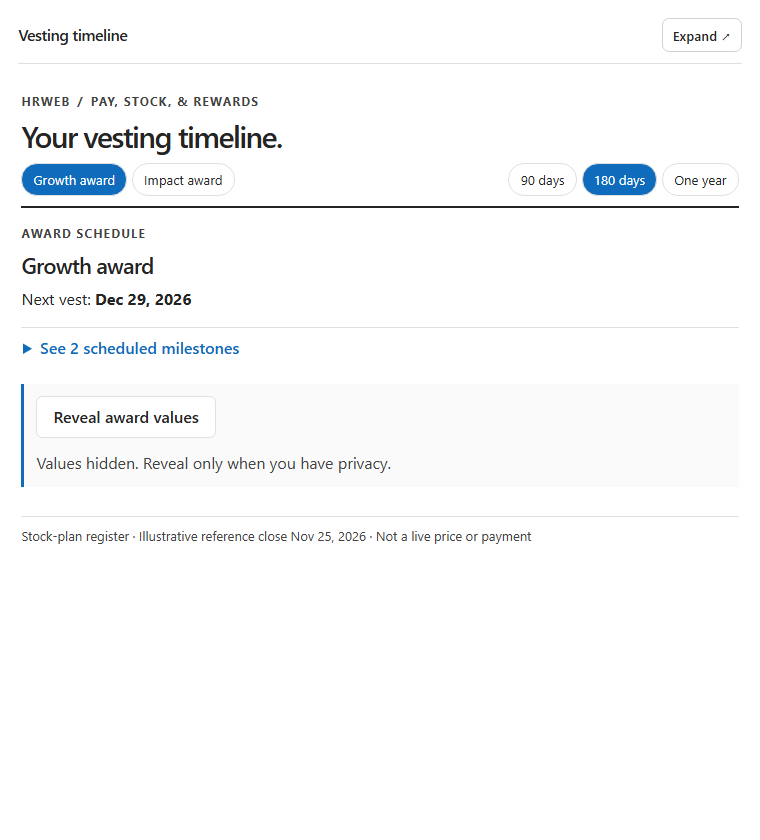 Vesting timeline
Expand ↗
HRWEB / PAY, STOCK, & REWARDS
Your vesting timeline.
Growth award Impact award 90 days 180 days One year
AWARD SCHEDULE
Growth award
Next vest: Dec 29, 2026
▶ See 2 scheduled milestones
Reveal award values
Values hidden. Reveal only when you have privacy.
Stock-plan register · Illustrative reference close Nov 25, 2026 · Not a live price or payment